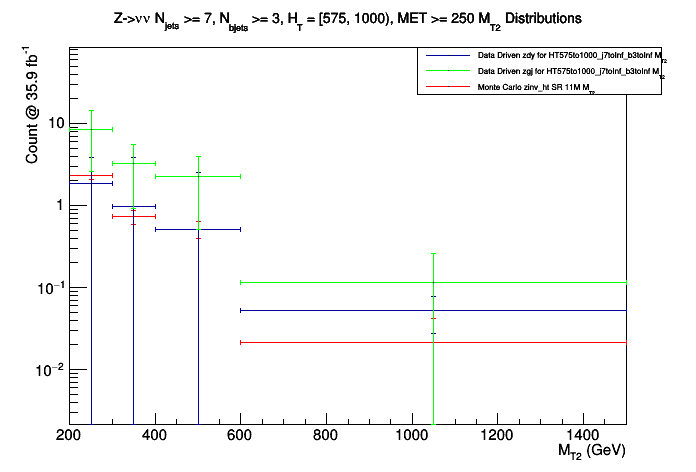 Z->νν N_jets >= 7, N_bjets >= 3, H_T = [575, 1000), MET >= 250 M_T2 Distributions
Data Driven zdy for HT575to1000_j7toInf_b3toInf M_T2
Data Driven zgj for HT575to1000_j7toInf_b3toInf M_T2
Monte Carlo zinv_ht SR 11M M_T2
Count @ 35.9 fb^-1
10
1
10^-1
10^-2
200 400 600 800 1000 1200 1400
M_T2 (GeV)